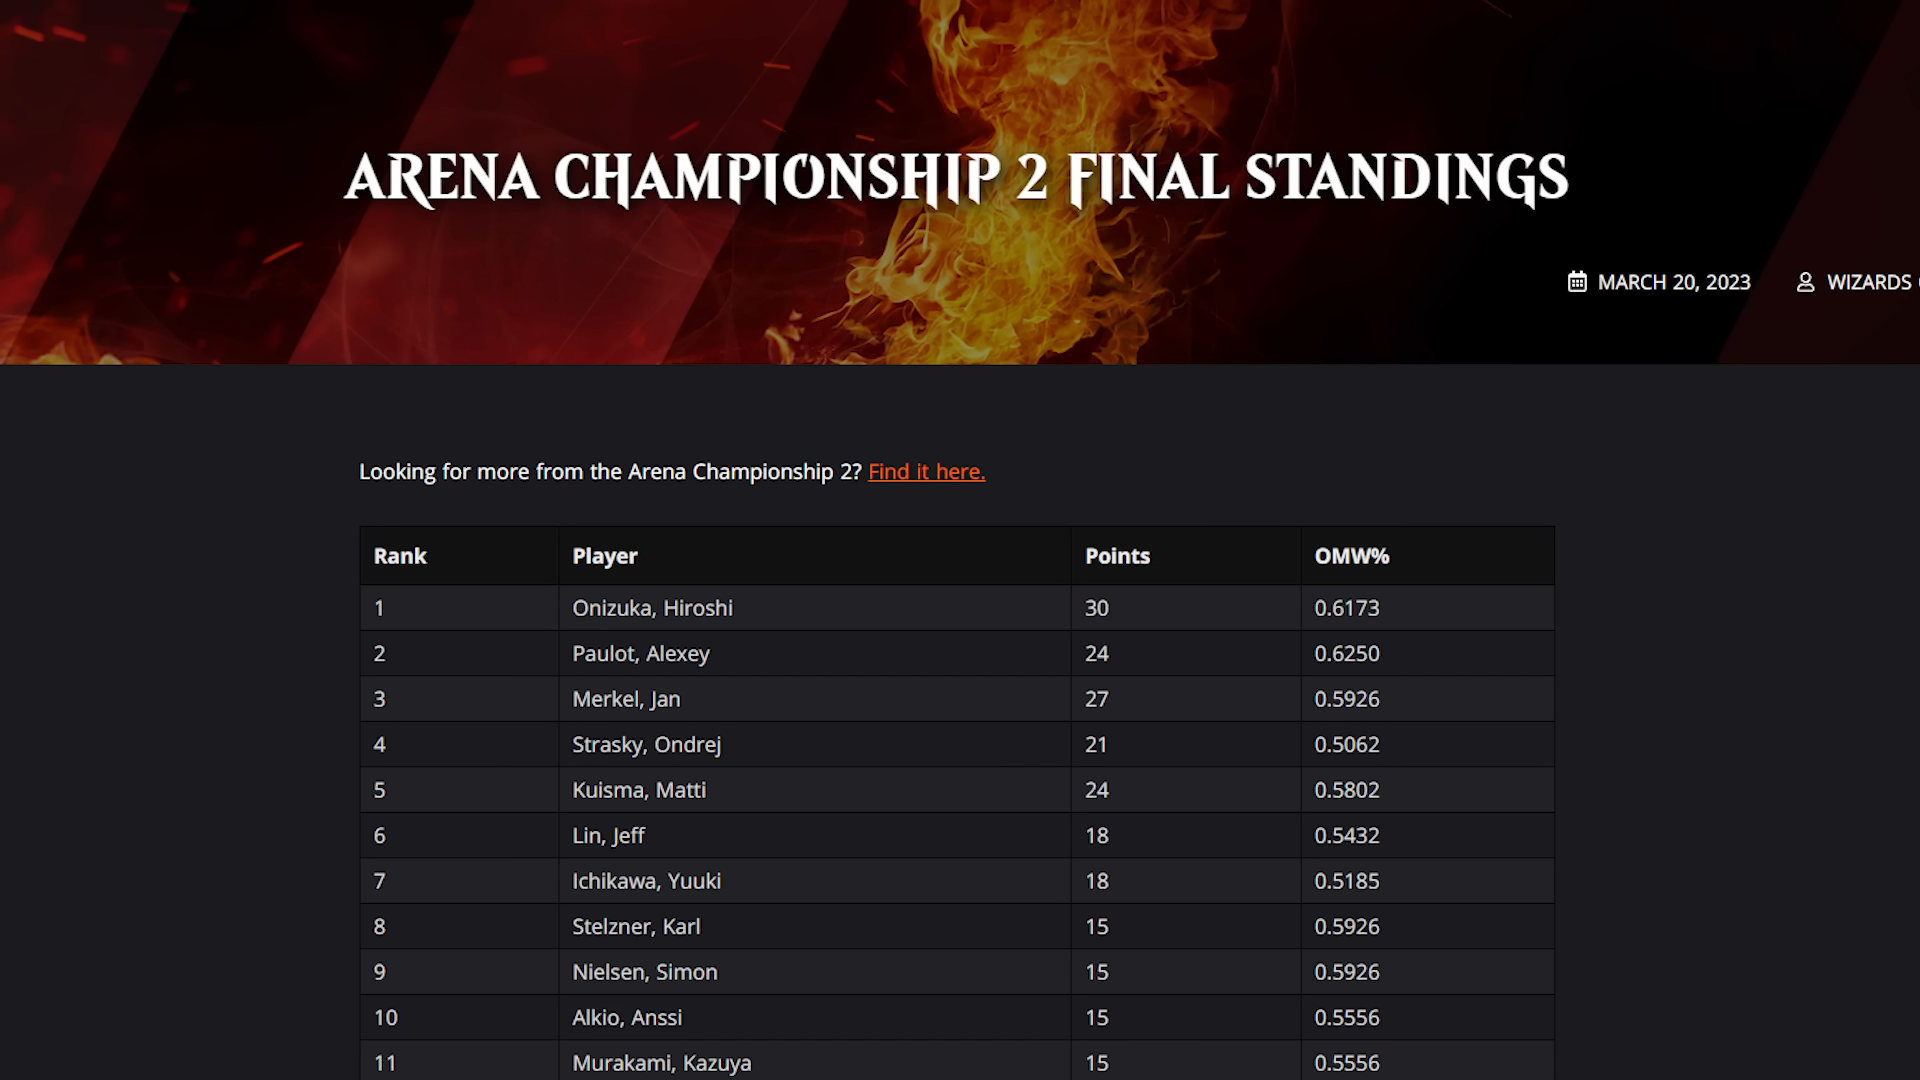 ARENA CHAMPIONSHIP 2 FINAL STANDINGS
MARCH 20, 2023 WIZARDS
Looking for more from the Arena Championship 2? Find it here.
Rank Player Points OMW%
1 Onizuka, Hiroshi 30 0.6173
2 Paulot, Alexey 24 0.6250
3 Merkel, Jan 27 0.5926
4 Strasky, Ondrej 21 0.5062
5 Kuisma, Matti 24 0.5802
6 Lin, Jeff 18 0.5432
7 Ichikawa, Yuuki 18 0.5185
8 Stelzner, Karl 15 0.5926
9 Nielsen, Simon 15 0.5926
10 Alkio, Anssi 15 0.5556
11 Murakami, Kazuya 15 0.5556